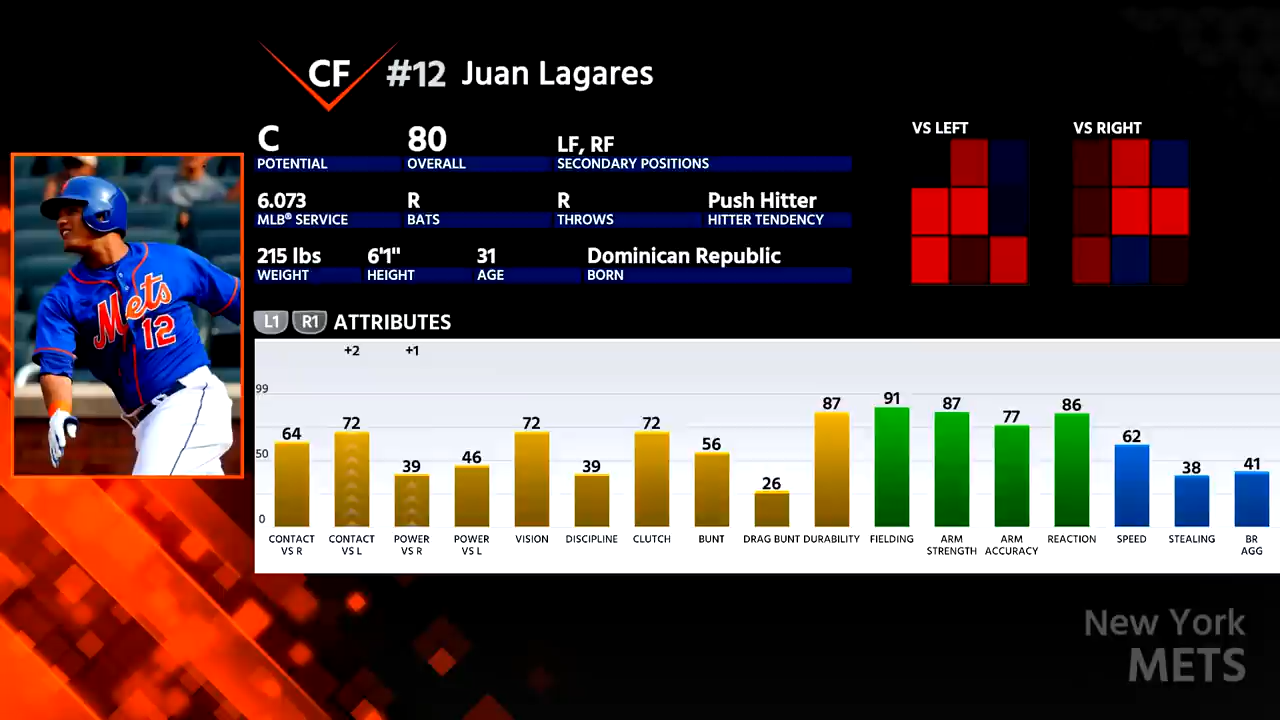 CF #12 Juan Lagares
C 80 LF, RF
POTENTIAL OVERALL SECONDARY POSITIONS
6.073 R R Push Hitter
MLB® SERVICE BATS THROWS HITTER TENDENCY
215 lbs 6'1" 31 Dominican Republic
WEIGHT HEIGHT AGE BORN
VS LEFT VS RIGHT
Mets
12
L1 R1 ATTRIBUTES
+2 +1
99
50
0
64 72 39 46 72 39 72 56 26 87 91 87 77 86 62 38 41
CONTACT VS R
CONTACT VS L
POWER VS R
POWER VS L
VISION
DISCIPLINE
CLUTCH
BUNT
DRAG BUNT
DURABILITY
FIELDING
ARM STRENGTH
ARM ACCURACY
REACTION
SPEED
STEALING
BR AGG
New York
METS